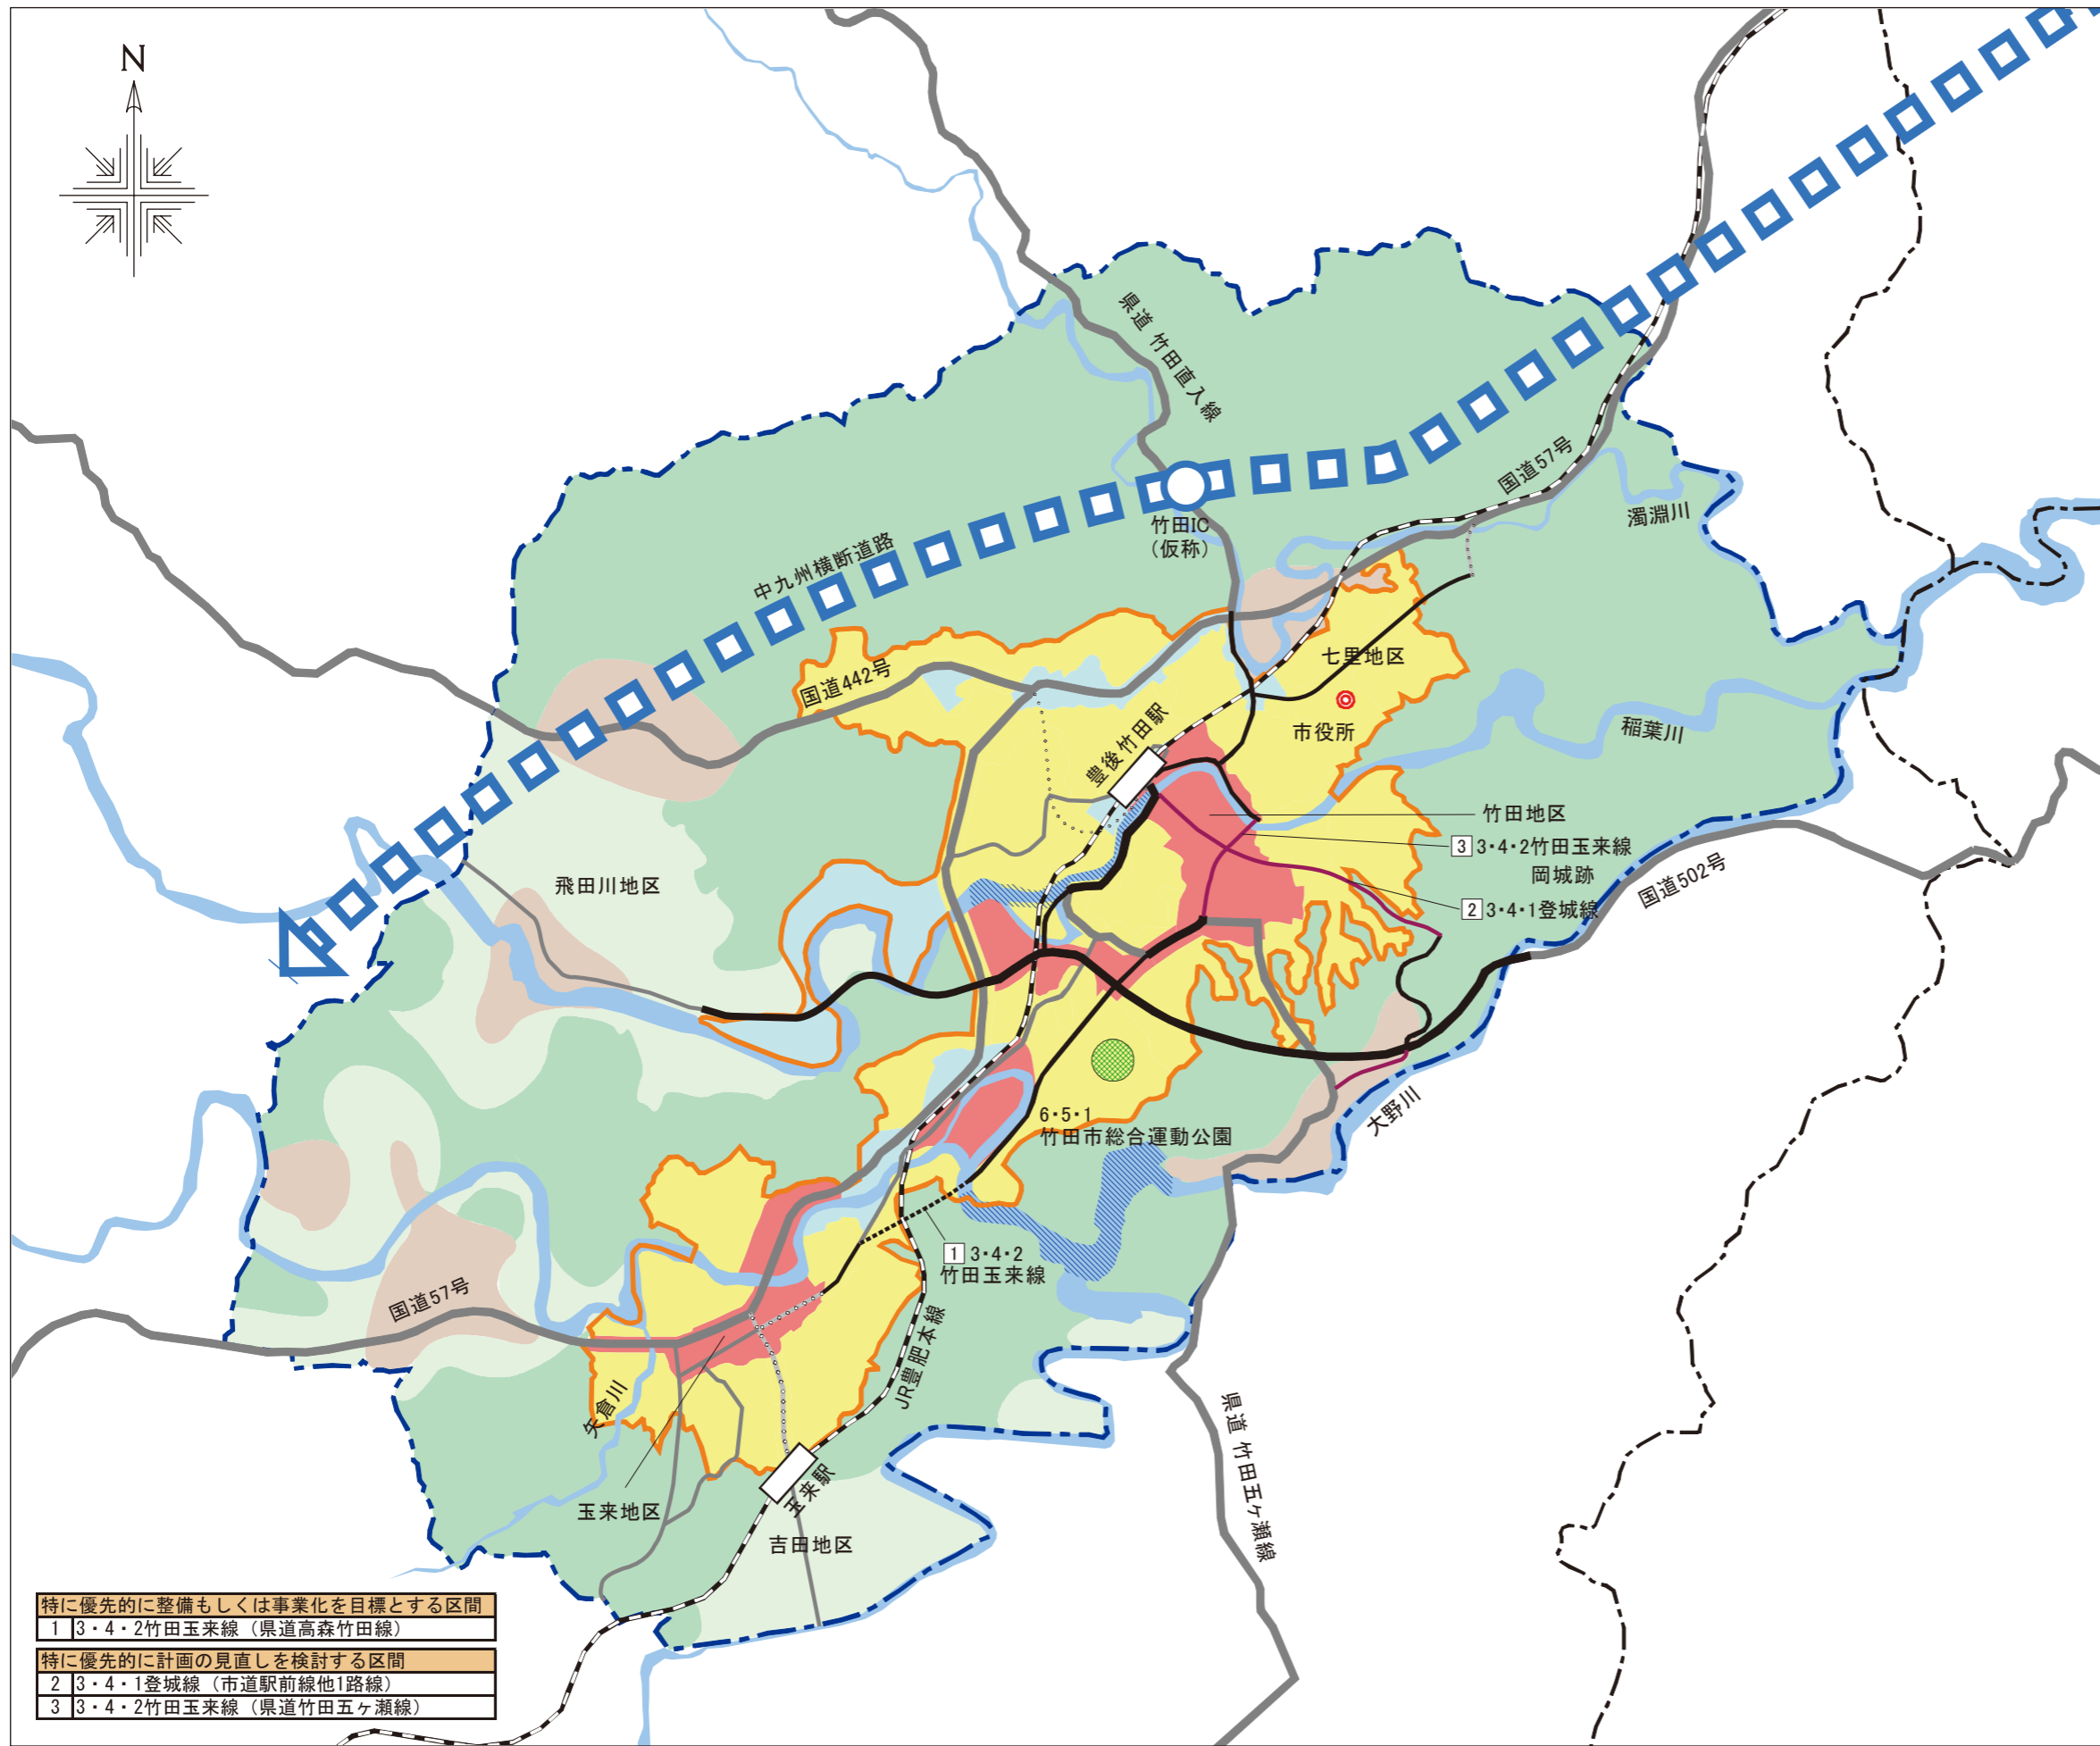 N
県道 竹田直入線
国道57号
濁淵川
竹田IC
（仮称）
中九州横断道路
国道442号
七里地区
市役所
稲葉川
豊後竹田駅
竹田地区
3 3・4・2竹田玉来線
岡城跡
国道502号
2 3・4・1登城線
飛田川地区
大野川
6・5・1
竹田市総合運動公園
1 3・4・2
竹田玉来線
国道57号
JR豊肥本線
矢倉川
県道 竹田五ヶ瀬線
玉来駅
玉来地区
吉田地区
特に優先的に整備もしくは事業化を目標とする区間
1 3・4・2竹田玉来線（県道高森竹田線）
特に優先的に計画の見直しを検討する区間
2 3・4・1登城線（市道駅前線他1路線）
3 3・4・2竹田玉来線（県道竹田五ヶ瀬線）